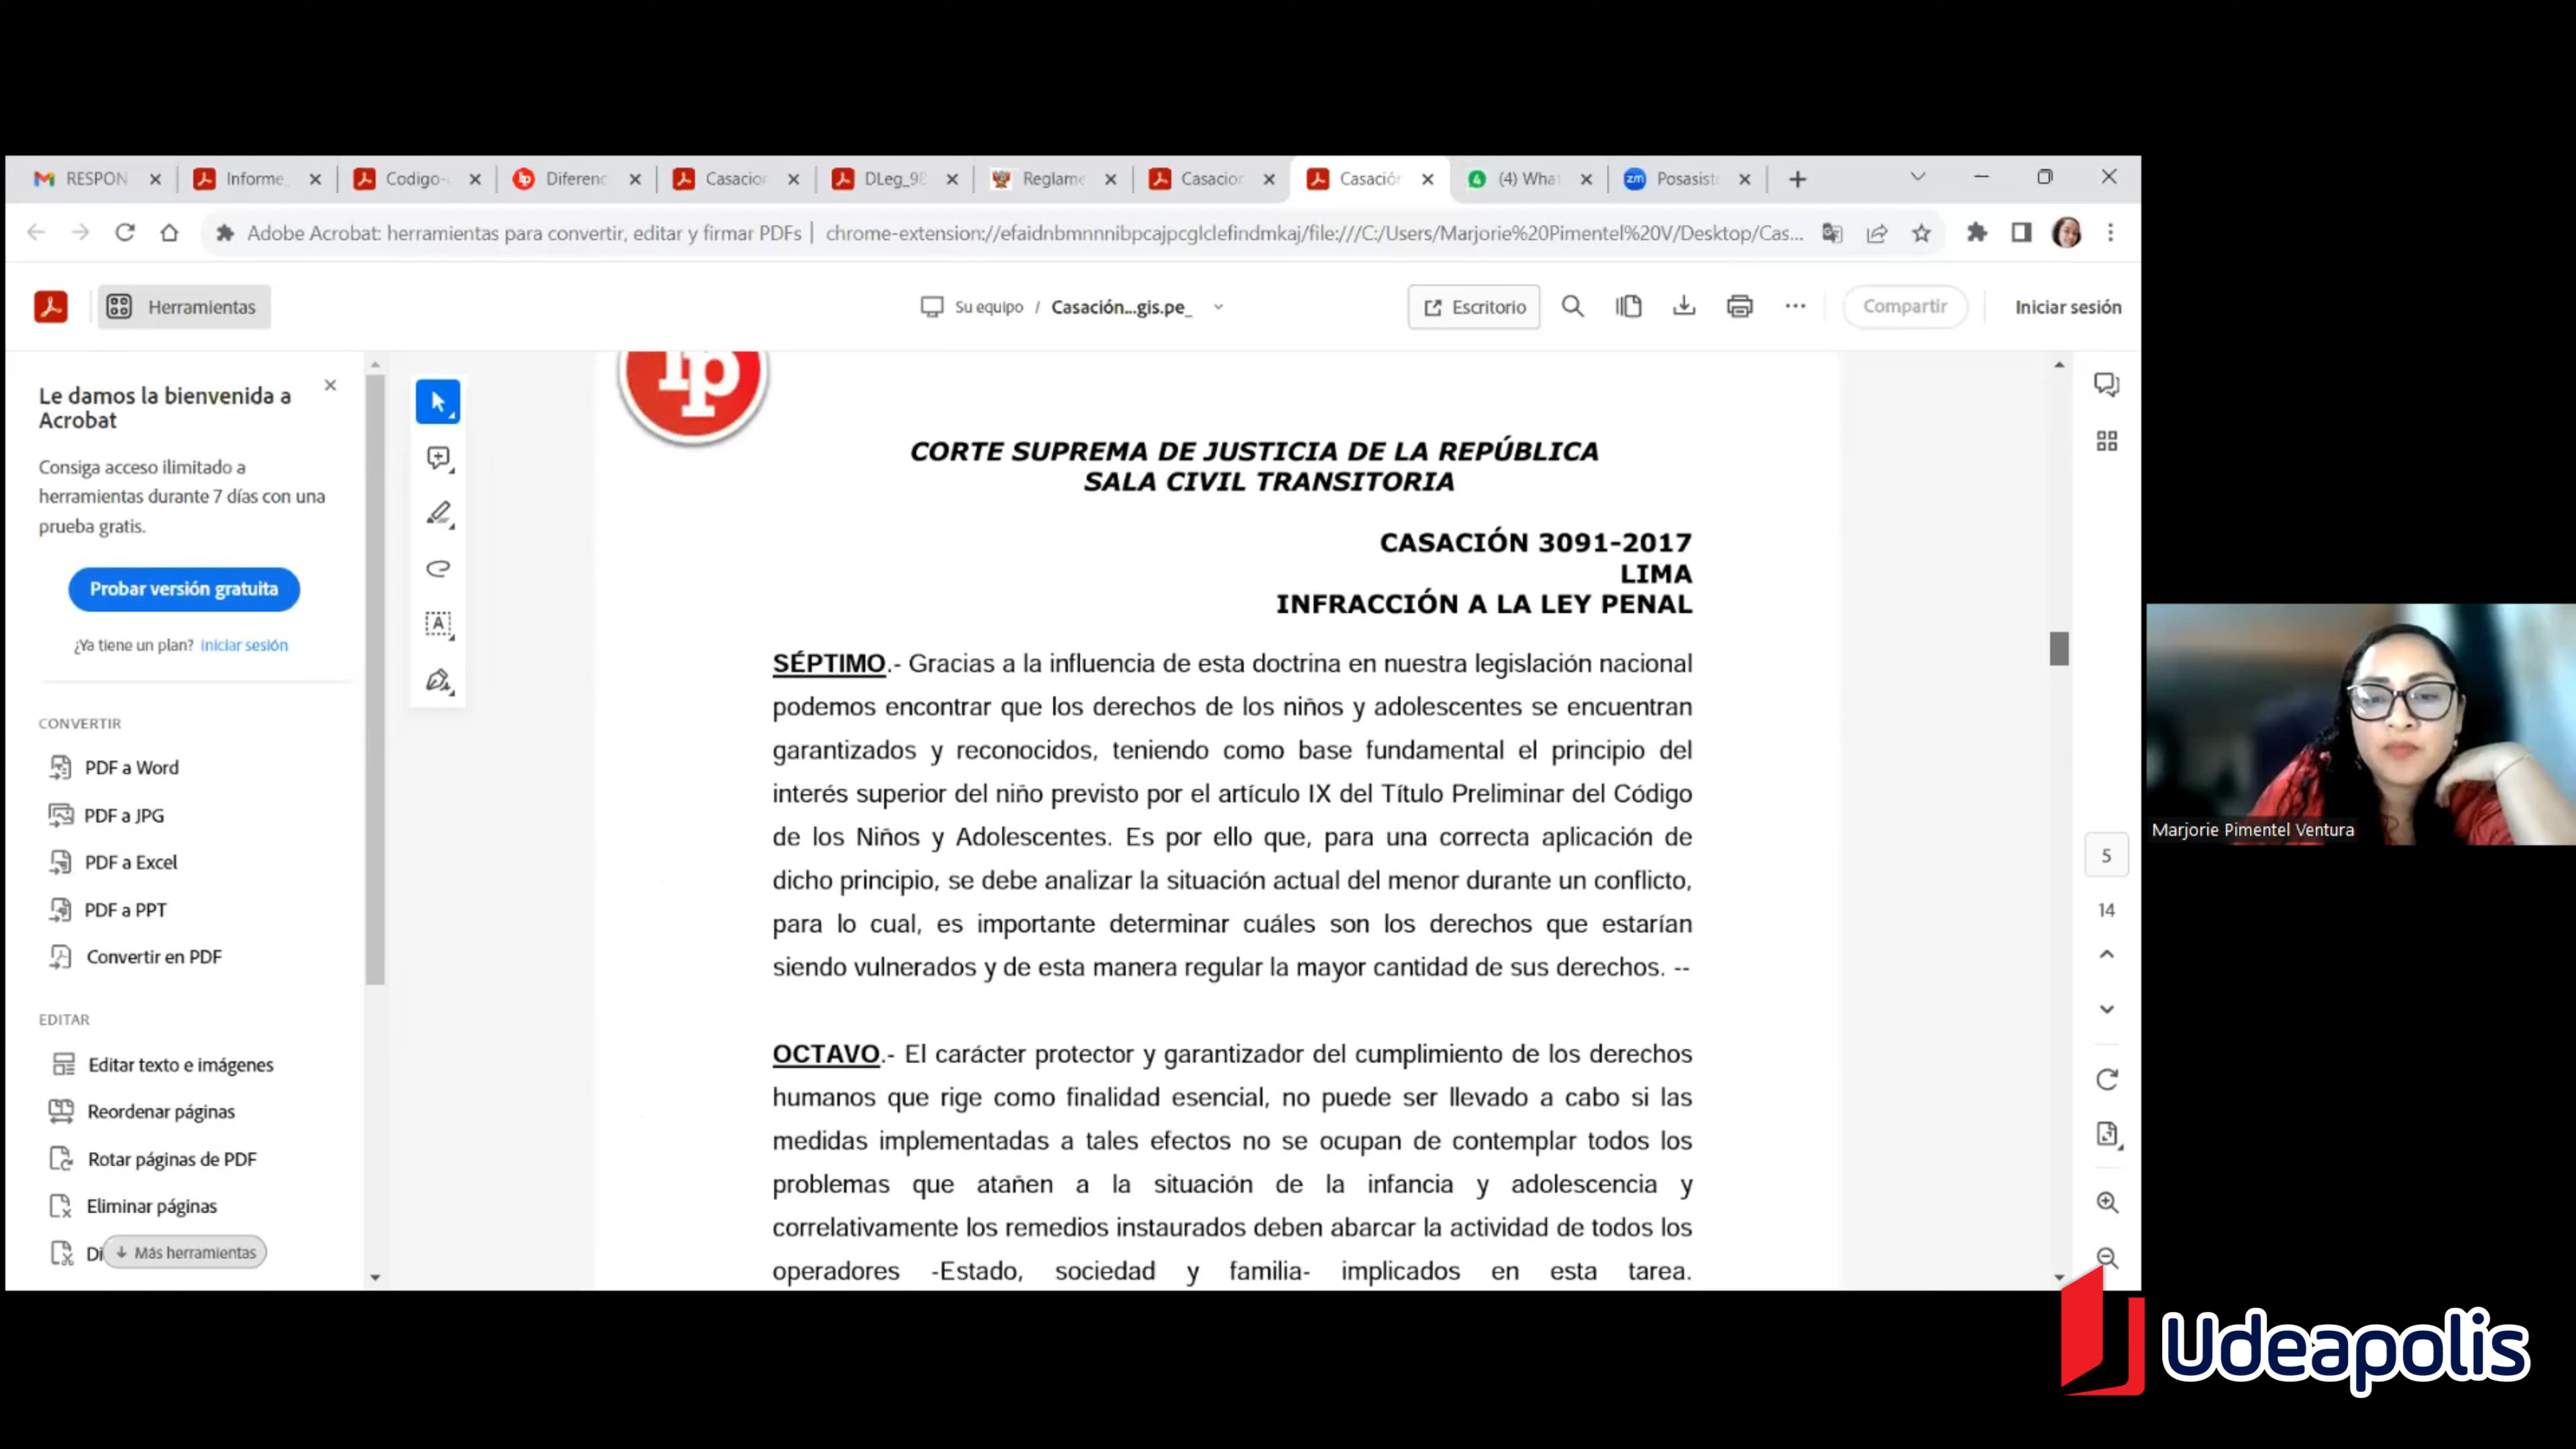 RESPON
Informe_
Codigo-
Diferenc
Casacion
DLeg_98
Reglame
Casacion
Casación
(4) What
Posasist
Adobe Acrobat: herramientas para convertir, editar y firmar PDFs | chrome-extension://efaidnbmnnnibpcajpcglclefindmkaj/file:///C:/Users/Marjorie%20Pimentel%20V/Desktop/Cas...
Herramientas
Su equipo / Casación...gis.pe_
Escritorio
Compartir
Iniciar sesión
Le damos la bienvenida a
Acrobat
Consiga acceso ilimitado a
herramientas durante 7 días con una
prueba gratis.
Probar versión gratuita
¿Ya tiene un plan? Iniciar sesión
CONVERTIR
PDF a Word
PDF a JPG
PDF a Excel
PDF a PPT
Convertir en PDF
EDITAR
Editar texto e imágenes
Reordenar páginas
Rotar páginas de PDF
Eliminar páginas
Di
Más herramientas
lp
CORTE SUPREMA DE JUSTICIA DE LA REPÚBLICA
SALA CIVIL TRANSITORIA
CASACIÓN 3091-2017
LIMA
INFRACCIÓN A LA LEY PENAL
SÉPTIMO.- Gracias a la influencia de esta doctrina en nuestra legislación nacional
podemos encontrar que los derechos de los niños y adolescentes se encuentran
garantizados y reconocidos, teniendo como base fundamental el principio del
interés superior del niño previsto por el artículo IX del Título Preliminar del Código
de los Niños y Adolescentes. Es por ello que, para una correcta aplicación de
dicho principio, se debe analizar la situación actual del menor durante un conflicto,
para lo cual, es importante determinar cuáles son los derechos que estarían
siendo vulnerados y de esta manera regular la mayor cantidad de sus derechos. --
OCTAVO.- El carácter protector y garantizador del cumplimiento de los derechos
humanos que rige como finalidad esencial, no puede ser llevado a cabo si las
medidas implementadas a tales efectos no se ocupan de contemplar todos los
problemas que atañen a la situación de la infancia y adolescencia y
correlativamente los remedios instaurados deben abarcar la actividad de todos los
operadores -Estado, sociedad y familia- implicados en esta tarea.
5
14
Marjorie Pimentel Ventura
Udeapolis